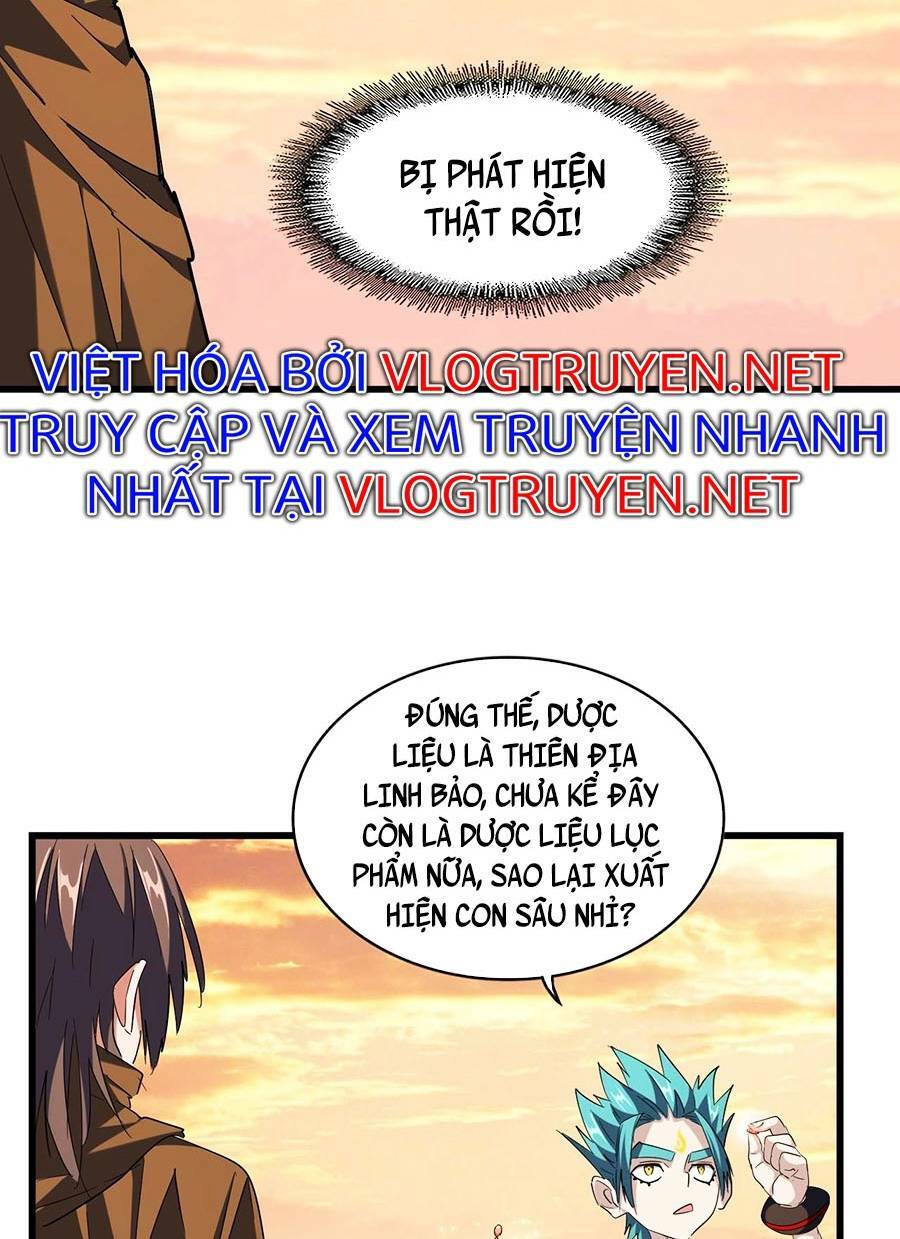 BỊ PHÁT HIỆN
THẬT RỒI!
VIỆT HÓA BỞI VLOGTRUYEN.NET
TRUY CẬP VÀ XEM TRUYỆN NHANH
NHẤT TẠI VLOGTRUYEN.NET
ĐÚNG THẾ, DƯỢC
LIỆU LÀ THIÊN ĐỊA
LINH BẢO, CHƯA KỂ ĐÂY
CÒN LÀ DƯỢC LIỆU LỤC
PHẨM NỮA, SAO LẠI XUẤT
HIỆN CON SÂU NHỈ?